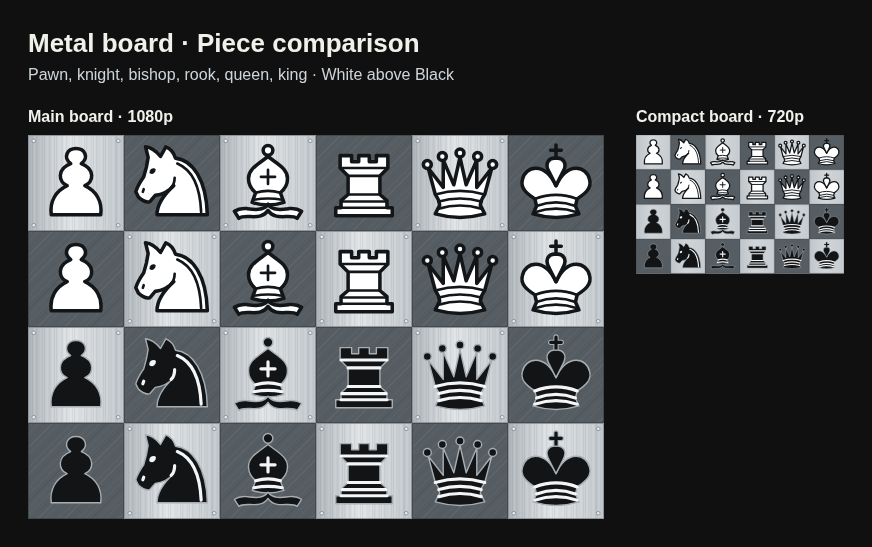 Metal board · Piece comparison
Pawn, knight, bishop, rook, queen, king · White above Black
Main board · 1080p
Compact board · 720p